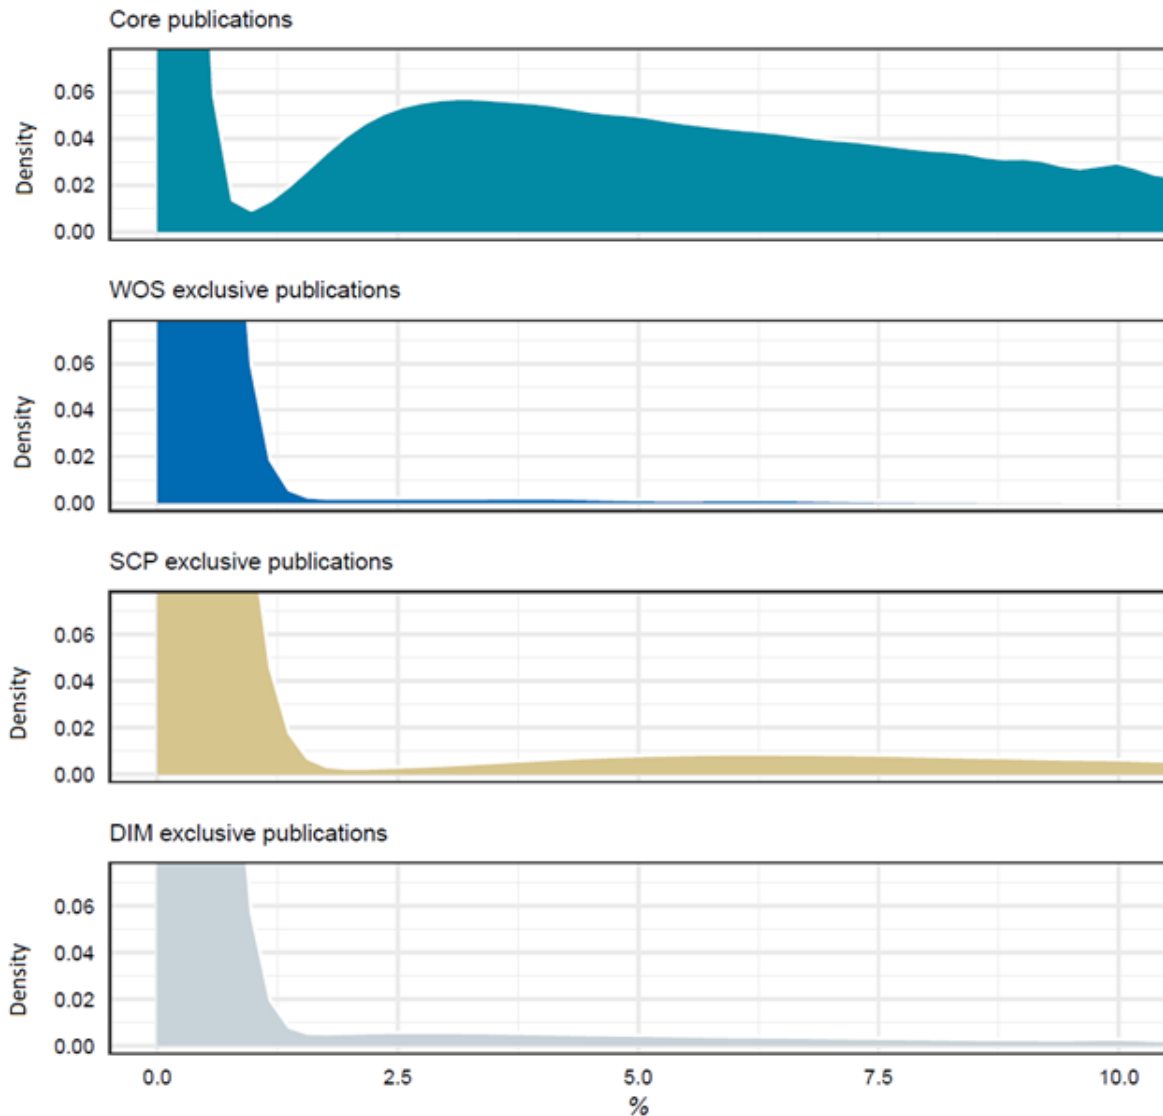 Core publications
Density
0.06
0.04
0.02
0.00
WOS exclusive publications
Density
0.06
0.04
0.02
0.00
SCP exclusive publications
Density
0.06
0.04
0.02
0.00
DIM exclusive publications
Density
0.06
0.04
0.02
0.00
0.0 2.5 5.0 7.5 10.0
%